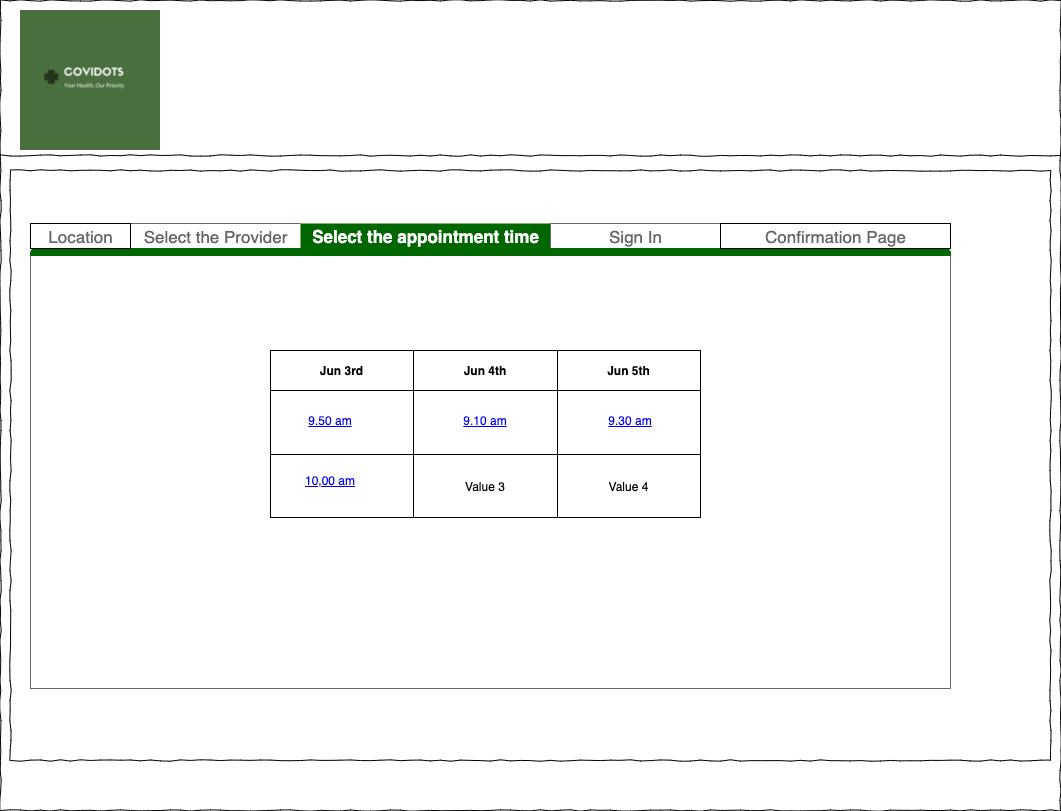 COVIDOTS
Your Health, Our Priority
Location Select the Provider Select the appointment time Sign In Confirmation Page
Jun 3rd Jun 4th Jun 5th
9.50 am 9.10 am 9.30 am
10,00 am Value 3 Value 4